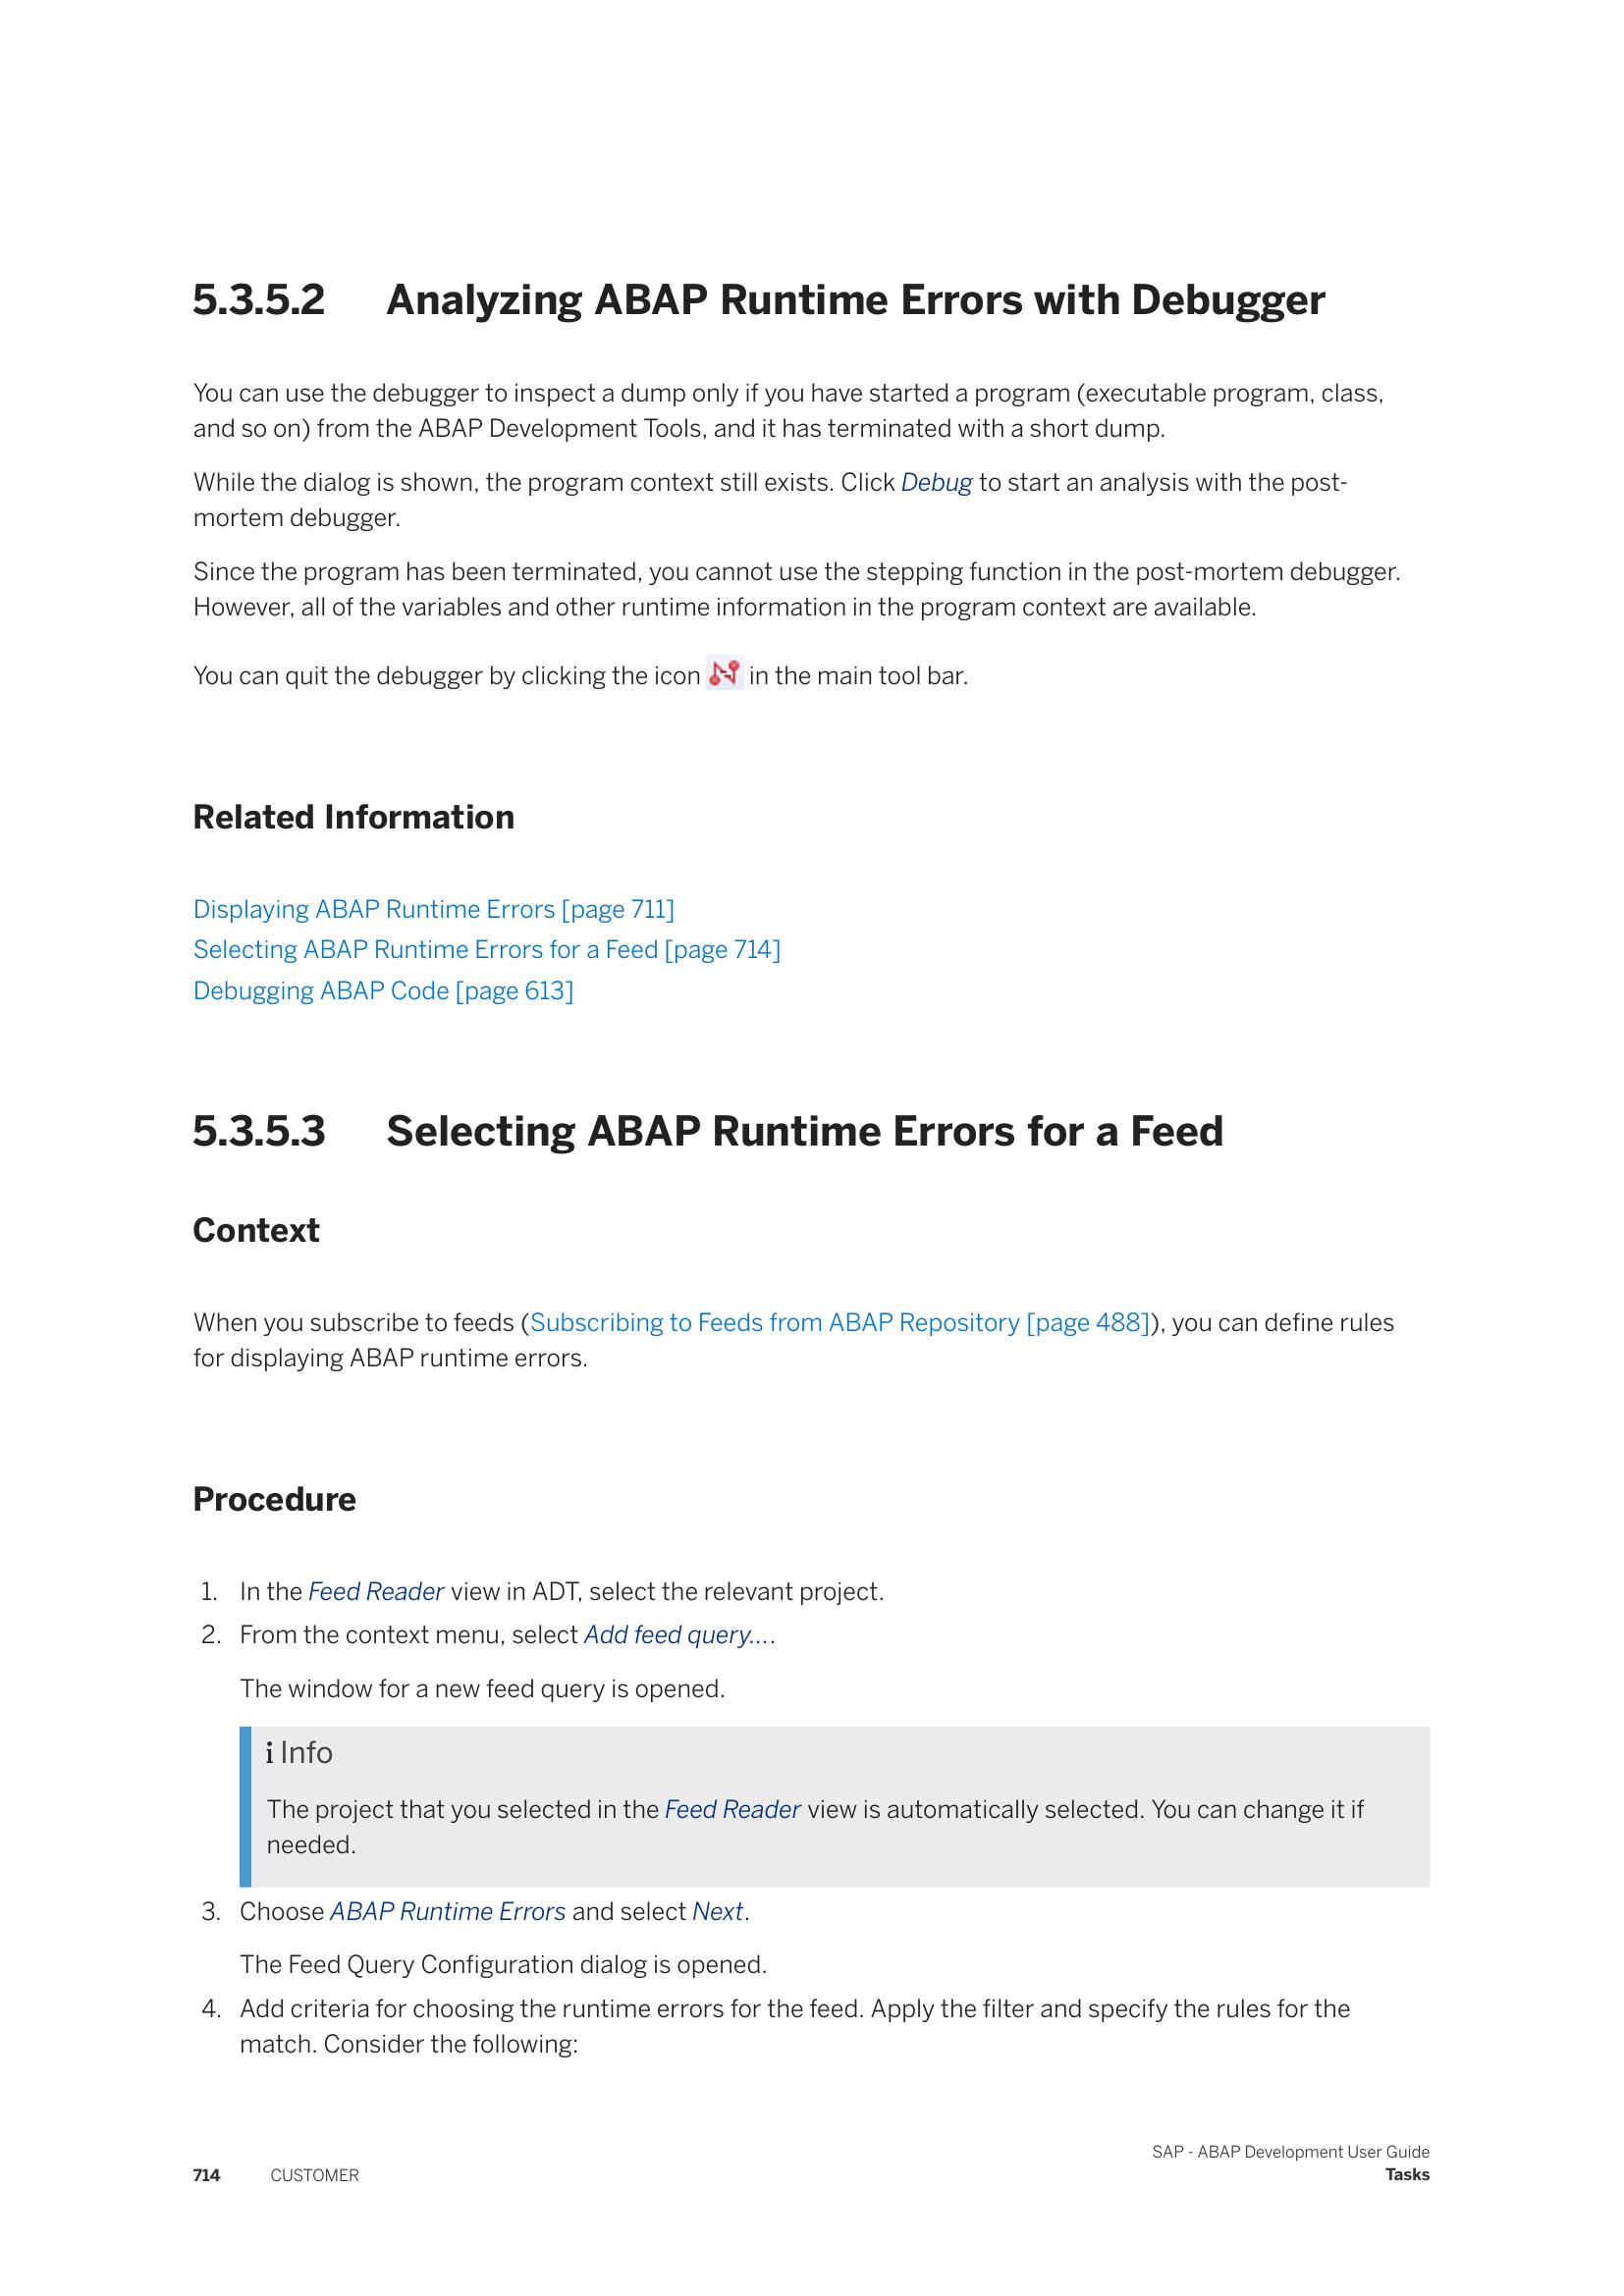 5.3.5.2 Analyzing ABAP Runtime Errors with Debugger
You can use the debugger to inspect a dump only if you have started a program (executable program, class,
and so on) from the ABAP Development Tools, and it has terminated with a short dump.
While the dialog is shown, the program context still exists. Click Debug to start an analysis with the post-
mortem debugger.
Since the program has been terminated, you cannot use the stepping function in the post-mortem debugger.
However, all of the variables and other runtime information in the program context are available.
You can quit the debugger by clicking the icon in the main tool bar.
Related Information
Displaying ABAP Runtime Errors [page 711]
Selecting ABAP Runtime Errors for a Feed [page 714]
Debugging ABAP Code [page 613]
5.3.5.3 Selecting ABAP Runtime Errors for a Feed
Context
When you subscribe to feeds (Subscribing to Feeds from ABAP Repository [page 488]), you can define rules
for displaying ABAP runtime errors.
Procedure
1. In the Feed Reader view in ADT, select the relevant project.
2. From the context menu, select Add feed query....
The window for a new feed query is opened.
i Info
The project that you selected in the Feed Reader view is automatically selected. You can change it if
needed.
3. Choose ABAP Runtime Errors and select Next.
The Feed Query Configuration dialog is opened.
4. Add criteria for choosing the runtime errors for the feed. Apply the filter and specify the rules for the
match. Consider the following:
SAP - ABAP Development User Guide
714 CUSTOMER Tasks